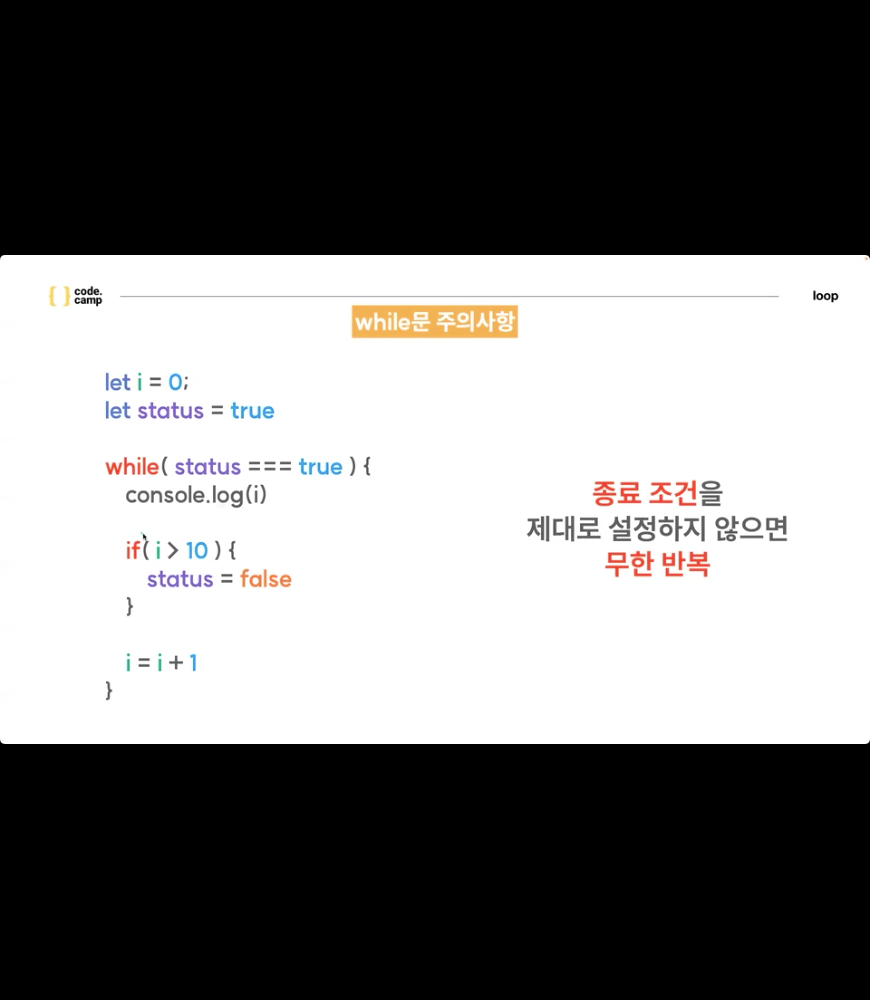 { } code.
camp
loop
while문 주의사항
let i = 0;
let status = true
while( status === true ) {
console.log(i)
if( i > 10 ) {
status = false
}
i = i + 1
}
종료 조건을
제대로 설정하지 않으면
무한 반복